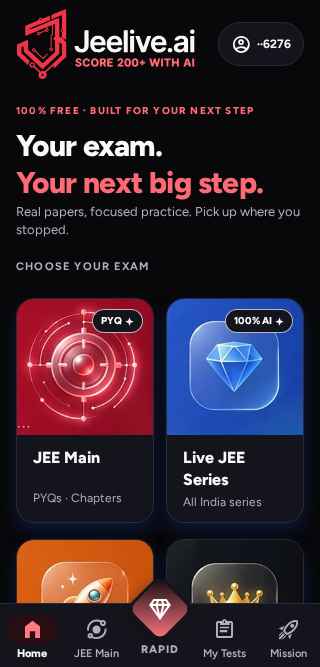 Jeelive.ai
SCORE 200+ WITH AI
··6276
100% FREE · BUILT FOR YOUR NEXT STEP
Your exam.
Your next big step.
Real papers, focused practice. Pick up where you
stopped.
CHOOSE YOUR EXAM
PYQ
100% AI
JEE Main
PYQs · Chapters
Live JEE
Series
All India series
Home
JEE Main
RAPID
My Tests
Mission